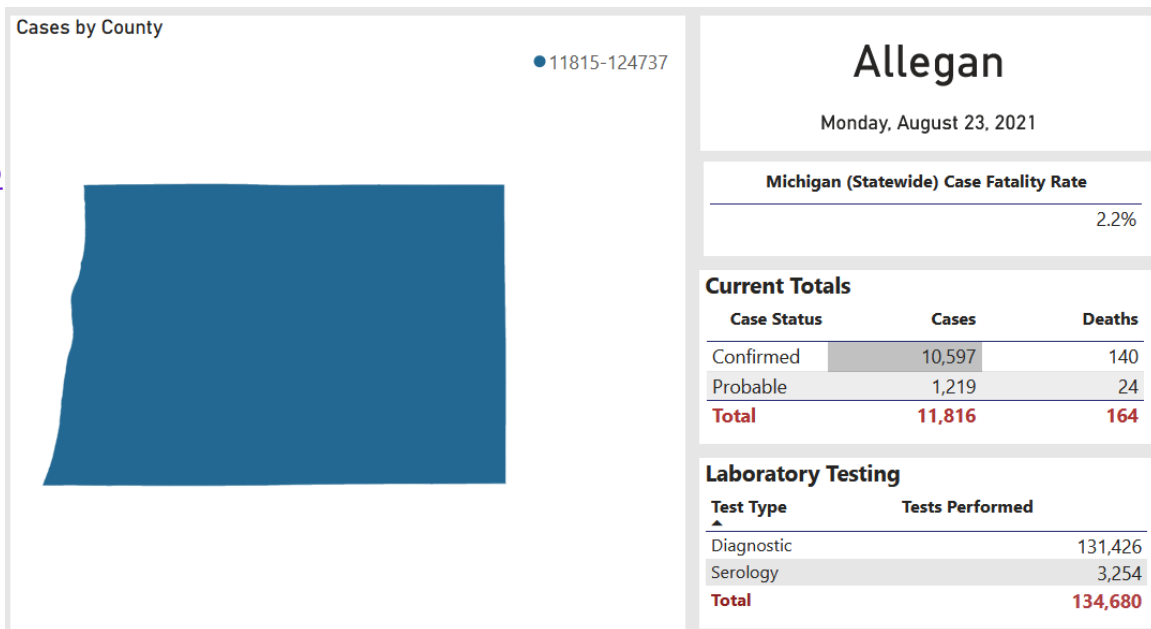 Cases by County
11815-124737
Allegan
Monday, August 23, 2021
Michigan (Statewide) Case Fatality Rate
2.2%
Current Totals
Case Status Cases Deaths
Confirmed 10,597 140
Probable 1,219 24
Total 11,816 164
Laboratory Testing
Test Type Tests Performed
Diagnostic 131,426
Serology 3,254
Total 134,680